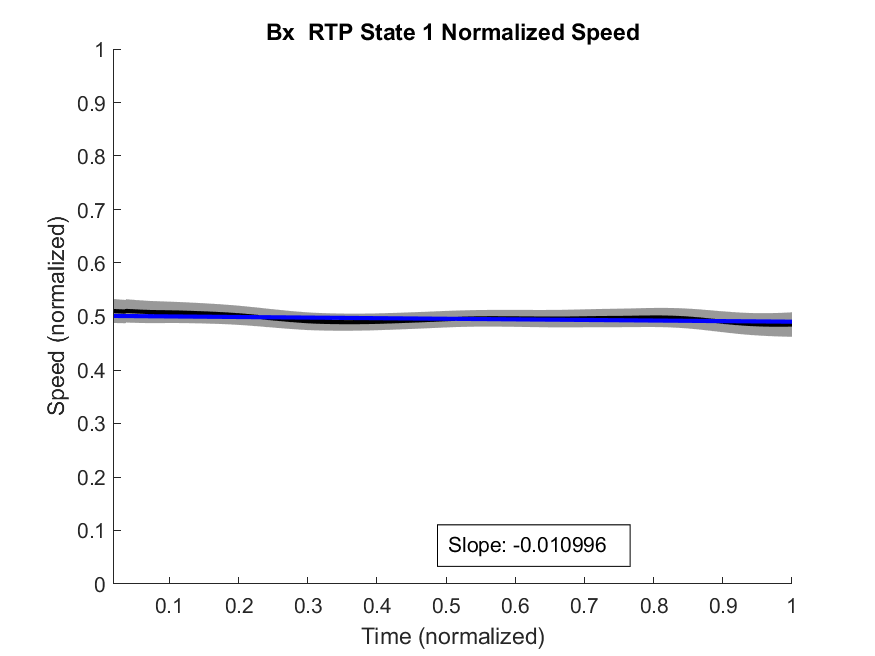 Bx  RTP State 1 Normalized Speed
1
0.9
0.8
0.7
0.6
0.5
0.4
0.3
0.2
0.1
0
Speed (normalized)
Slope: -0.010996
0.1 0.2 0.3 0.4 0.5 0.6 0.7 0.8 0.9 1
Time (normalized)